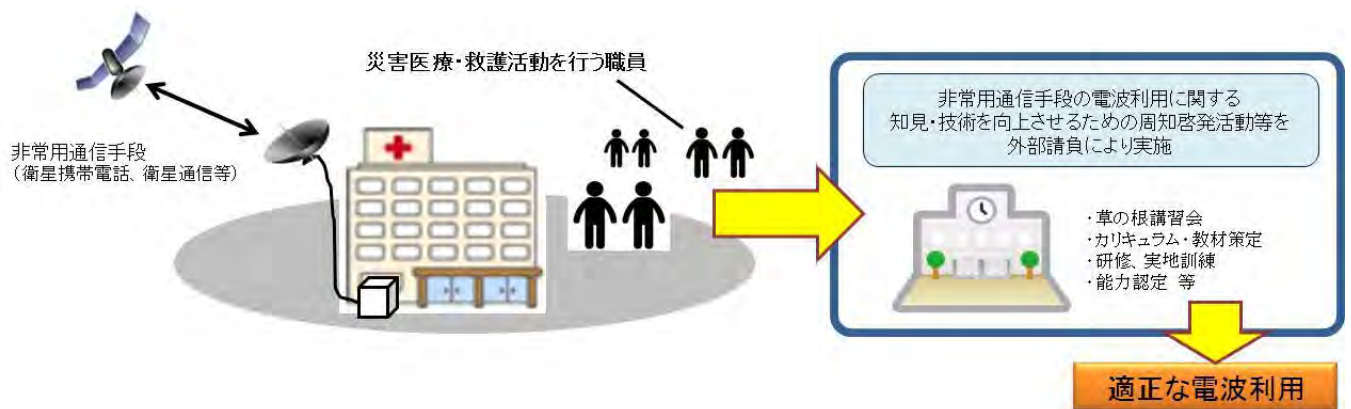 災害医療・救護活動を行う職員
非常用通信手段
（衛星携帯電話、衛星通信等）
非常用通信手段の電波利用に関する
知見・技術を向上させるための周知啓発活動等を
外部請負により実施
・草の根講習会
・カリキュラム・教材策定
・研修、実地訓練
・能力認定 等
適正な電波利用